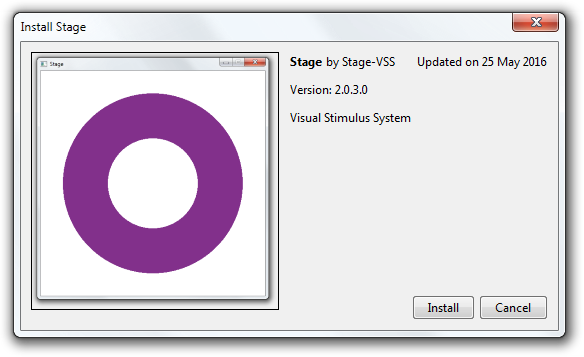 Install Stage
Stage
Stage by Stage-VSS Updated on 25 May 2016
Version: 2.0.3.0
Visual Stimulus System
Install Cancel